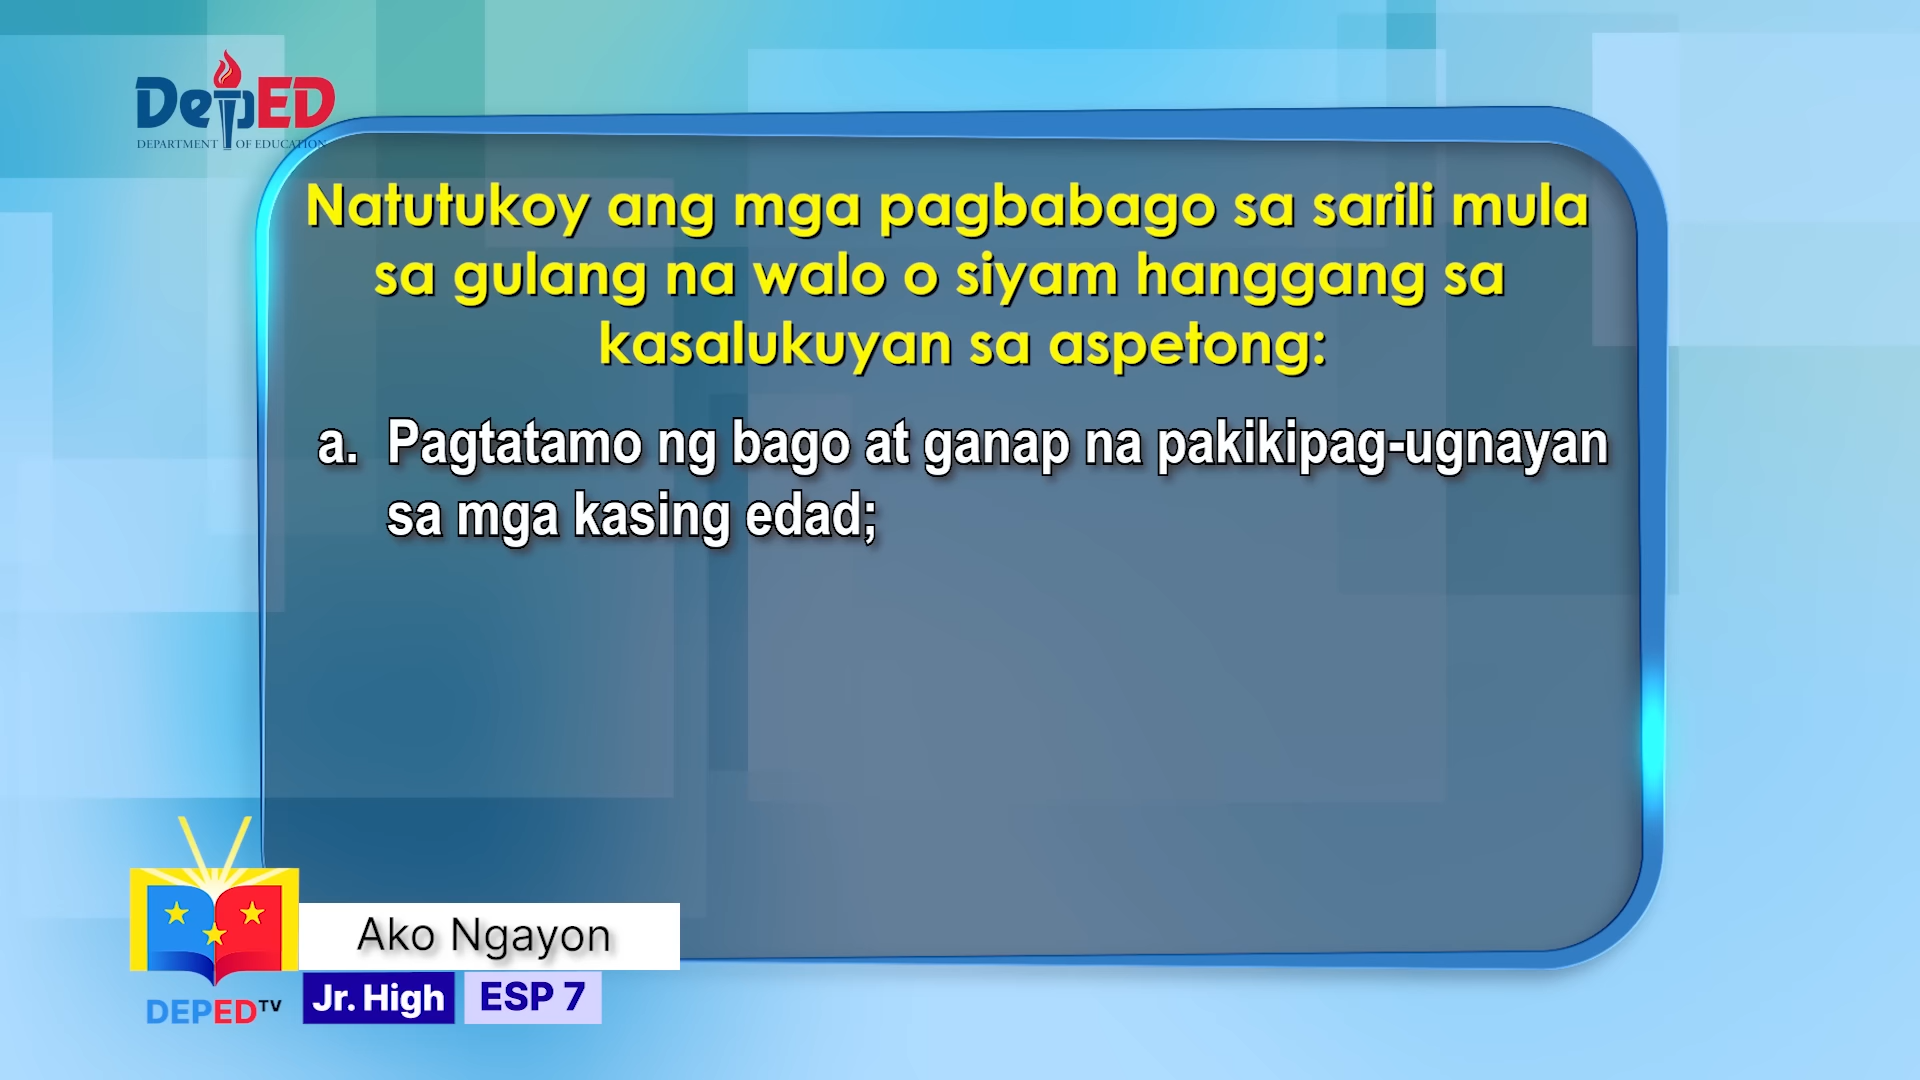 DepED
DEPARTMENT OF EDUCATION
Natutukoy ang mga pagbabago sa sarili mula
sa gulang na walo o siyam hanggang sa
kasalukuyan sa aspetong:
a. Pagtatamo ng bago at ganap na pakikipag-ugnayan
sa mga kasing edad;
Ako Ngayon
DEPED TV
Jr. High
ESP 7